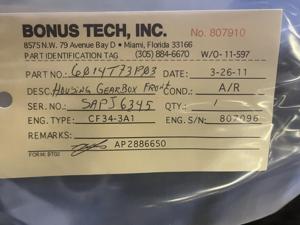 BONUS TECH, INC. No. 807910
8575 N.W. 79 Avenue Bay D • Miami, Florida 33166
PART IDENTIFICATION TAG (305) 884-6670 W/O- 11-597
PART NO.: 6014T73P03 DATE: 3-26-11
DESC. HOUSING GEARBOX FRONT COND.: A/R
SER. NO.: SAPJ6345 QTY.: 1
ENG. TYPE: CF34-3A1 ENG. S/N: 807096
REMARKS:
AP2886650
FORM: BT02